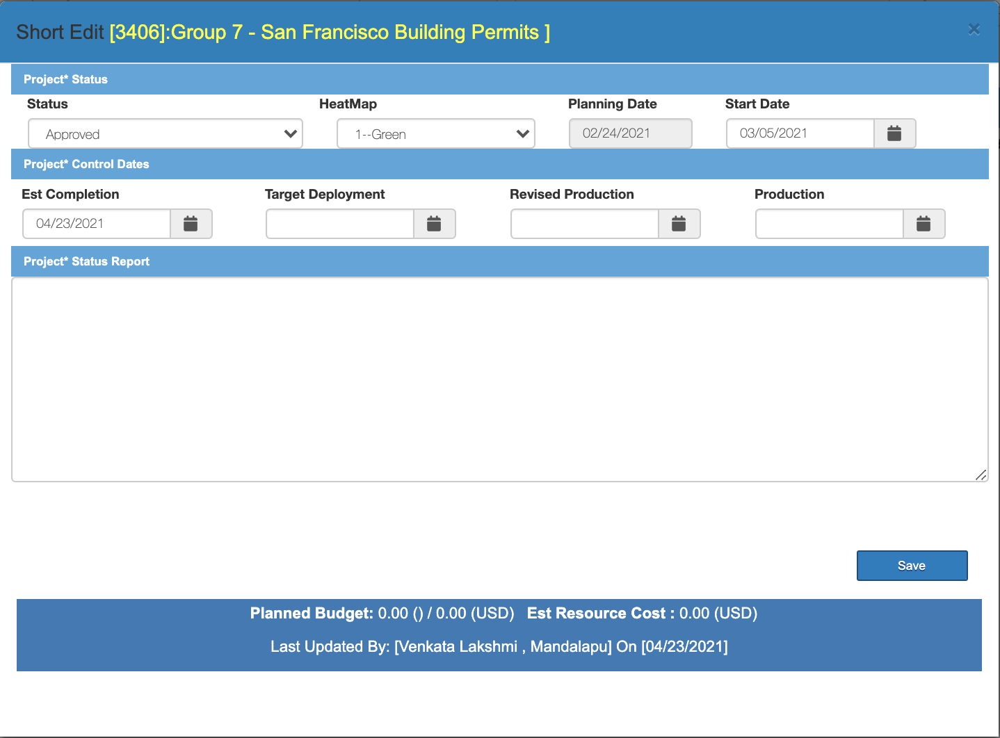 Short Edit [3406]:Group 7 - San Francisco Building Permits ]
×
Project* Status
Status HeatMap Planning Date Start Date
Approved 1--Green 02/24/2021 03/05/2021
Project* Control Dates
Est Completion Target Deployment Revised Production Production
04/23/2021
Project* Status Report
Save
Planned Budget: 0.00 () / 0.00 (USD) Est Resource Cost : 0.00 (USD)
Last Updated By: [Venkata Lakshmi , Mandalapu] On [04/23/2021]